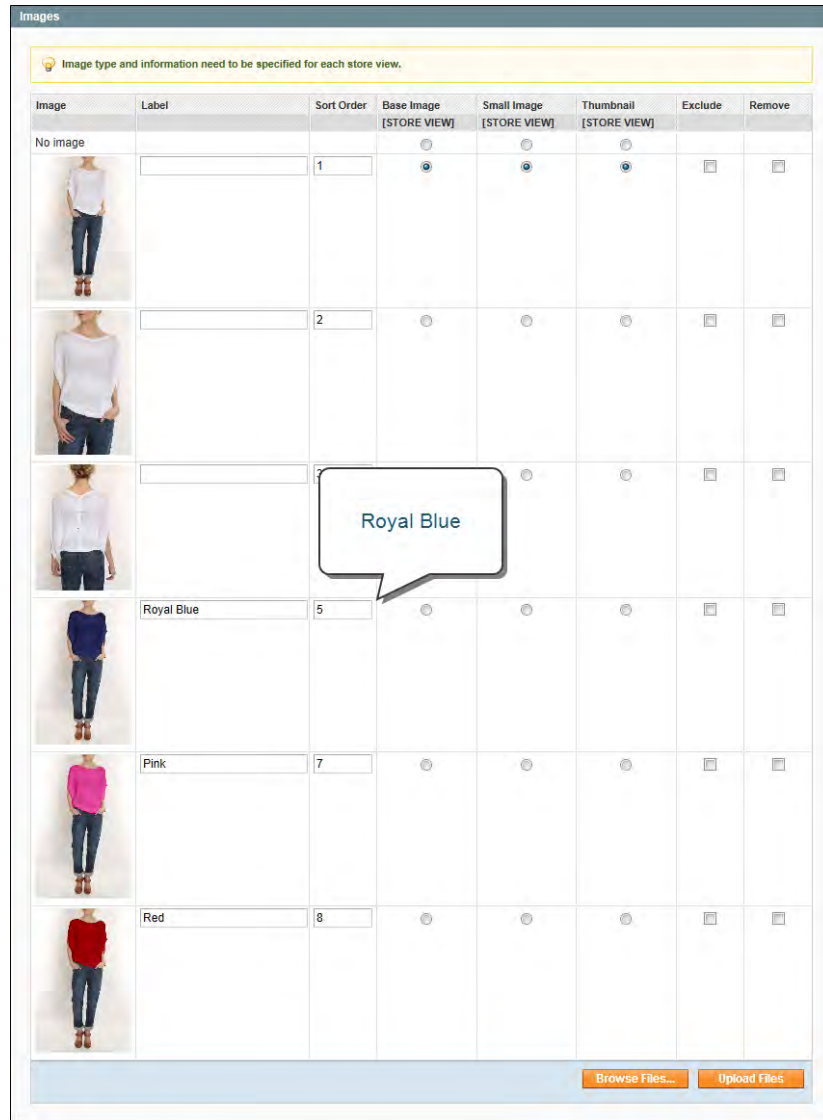 Images
Image type and information need to be specified for each store view.
Image Label Sort Order Base Image Small Image Thumbnail Exclude Remove
[STORE VIEW] [STORE VIEW] [STORE VIEW]
No image
1
2
Royal Blue
Royal Blue 5
Pink 7
Red 8
Browse Files... Upload Files